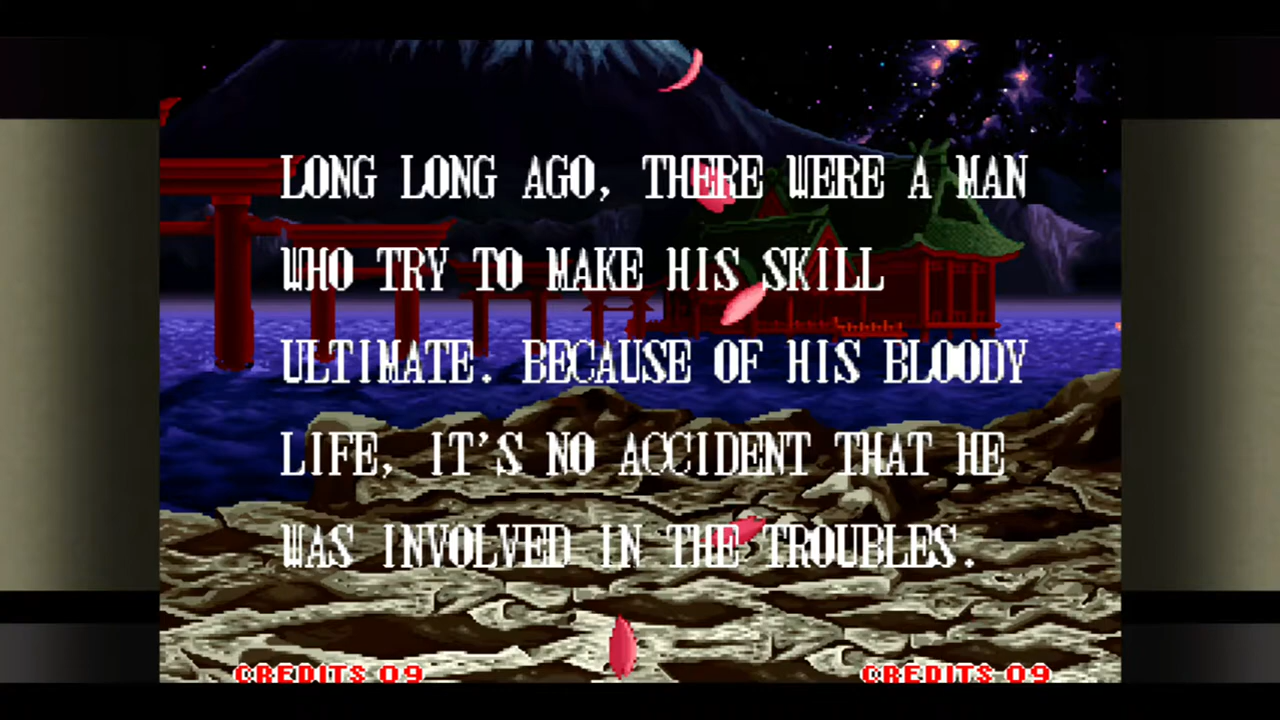 LONG LONG AGO, THERE WERE A MAN
WHO TRY TO MAKE HIS SKILL
ULTIMATE. BECAUSE OF HIS BLOODY
LIFE, IT'S NO ACCIDENT THAT HE
WAS INVOLVED IN THE TROUBLES.
CREDITS 09 CREDITS 09